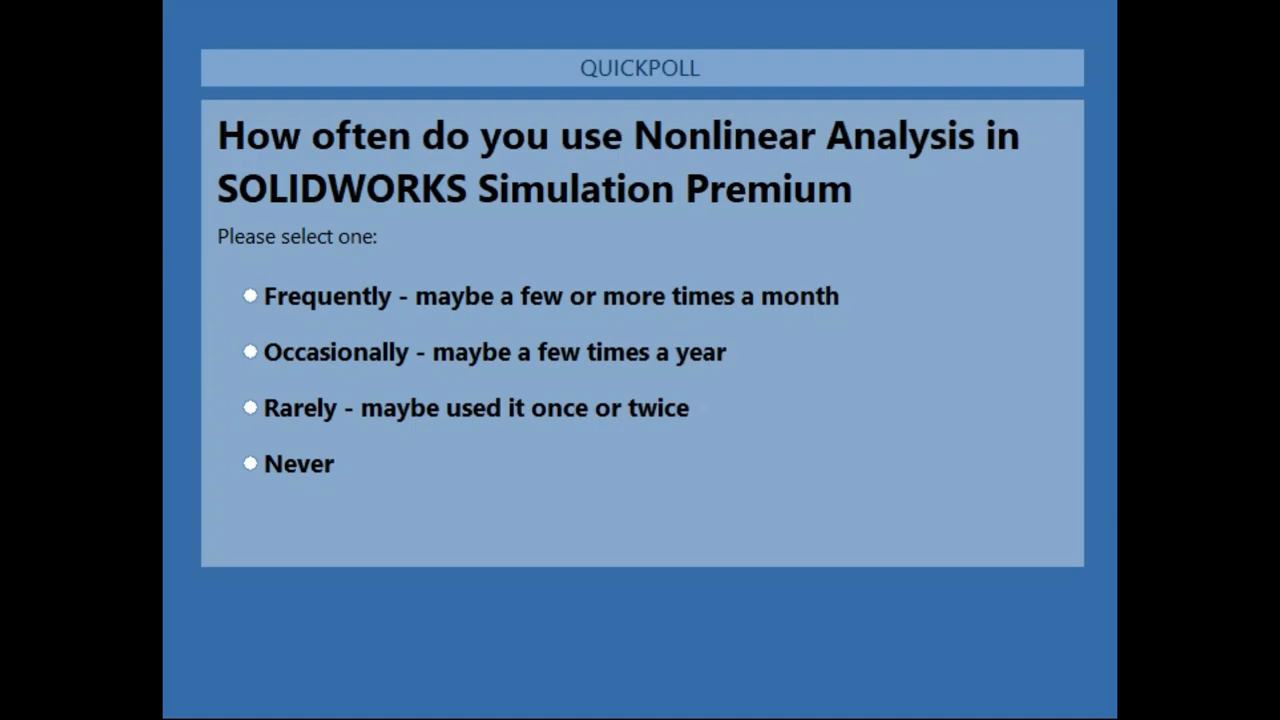 QUICKPOLL
How often do you use Nonlinear Analysis in
SOLIDWORKS Simulation Premium
Please select one:
Frequently - maybe a few or more times a month
Occasionally - maybe a few times a year
Rarely - maybe used it once or twice
Never